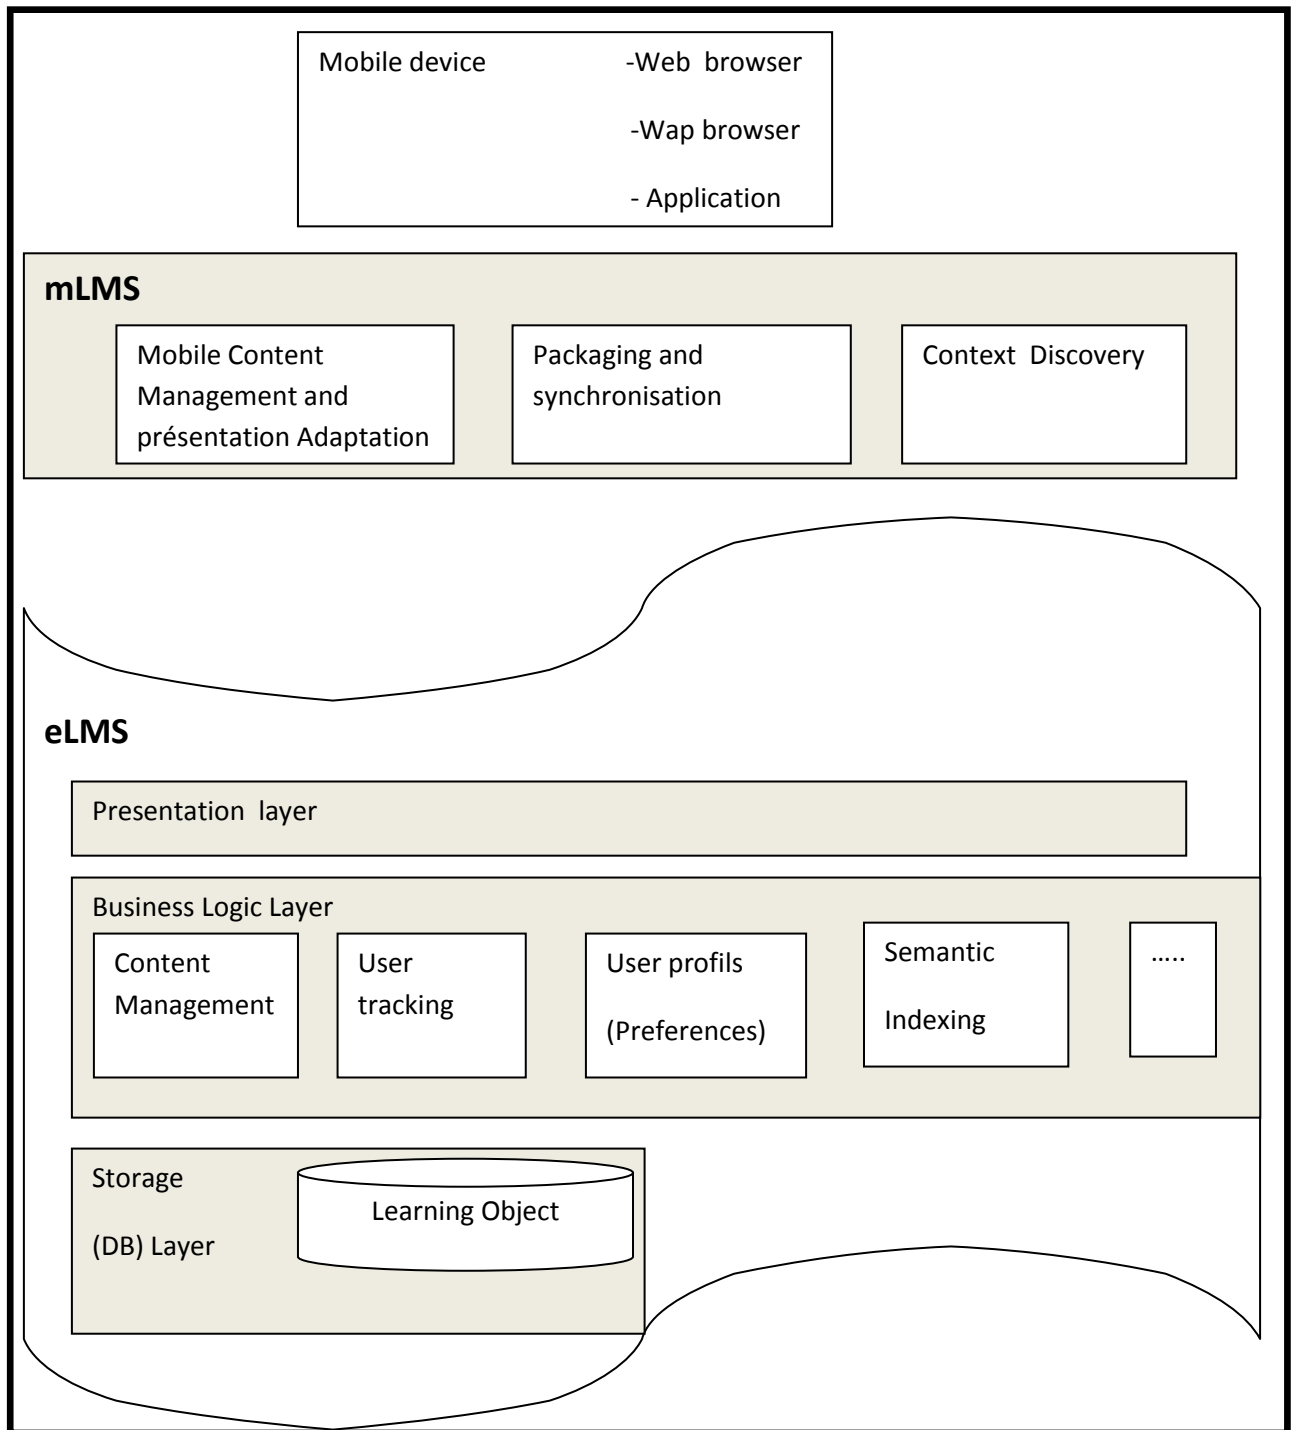 Mobile device -Web browser
-Wap browser
- Application
mLMS
Mobile Content
Management and
présentation Adaptation
Packaging and
synchronisation
Context Discovery
eLMS
Presentation layer
Business Logic Layer
Content
Management
User
tracking
User profils
(Preferences)
Semantic
Indexing
.....
Storage
(DB) Layer
Learning Object